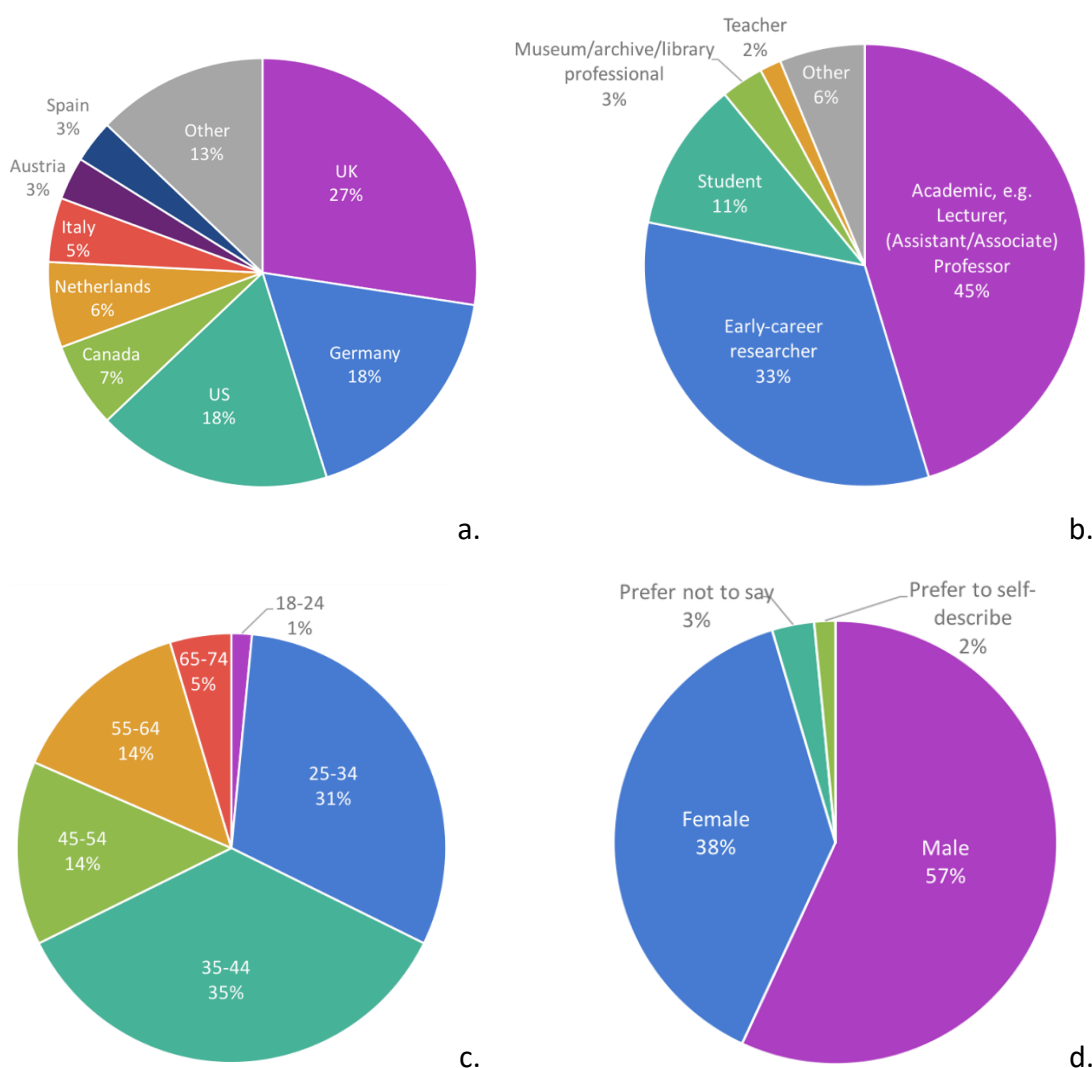 UK
27%
Germany
18%
US
18%
Canada
7%
Netherlands
6%
Italy
5%
Austria
3%
Spain
3%
Other
13%
a.
Academic, e.g.
Lecturer,
(Assistant/Associate)
Professor
45%
Early-career
researcher
33%
Student
11%
Museum/archive/library
professional
3%
Teacher
2%
Other
6%
b.
18-24
1%
25-34
31%
35-44
35%
45-54
14%
55-64
14%
65-74
5%
c.
Male
57%
Female
38%
Prefer not to say
3%
Prefer to self-
describe
2%
d.